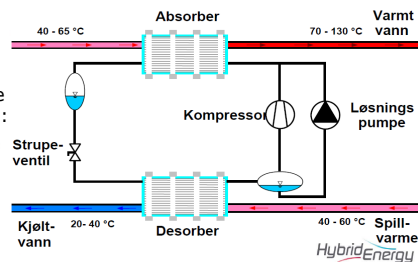 Absorber
Varmt
vann
40 - 65 °C
70 - 130 °C
e
:
Kompressor
Løsnings
pumpe
Strupe-
ventil
Kjølt-
vann
20- 40 °C
Desorber
40 - 60 °C
Spill-
varme
HybridEnergy